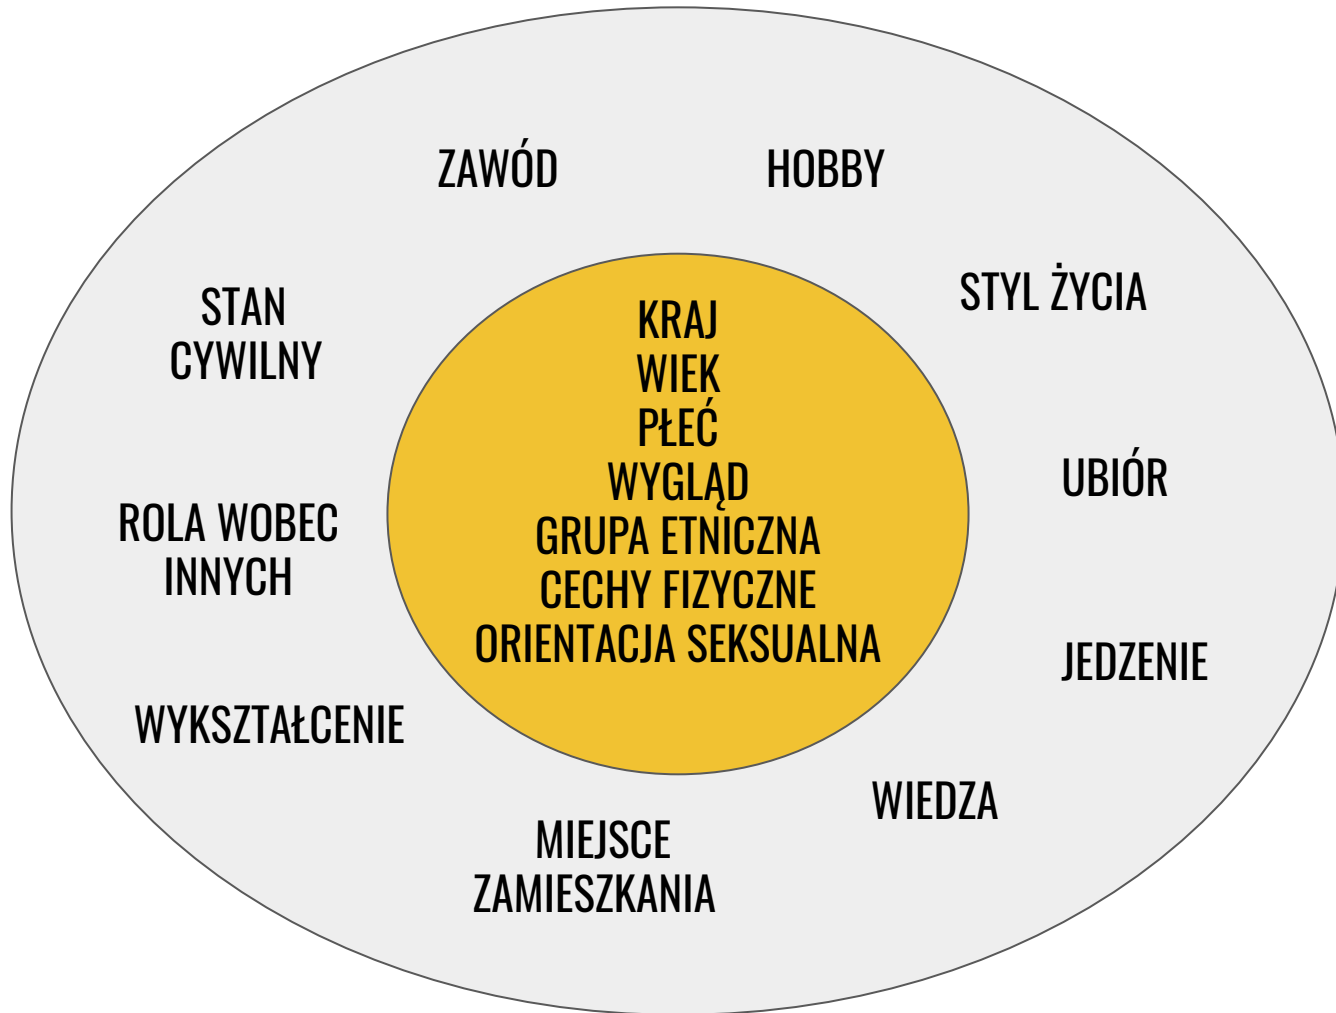 ZAWÓD
HOBBY
STAN
CYWILNY
STYL ŻYCIA
KRAJ
WIEK
PŁEĆ
WYGLĄD
GRUPA ETNICZNA
CECHY FIZYCZNE
ORIENTACJA SEKSUALNA
UBIÓR
ROLA WOBEC
INNYCH
JEDZENIE
WYKSZTAŁCENIE
WIEDZA
MIEJSCE
ZAMIESZKANIA